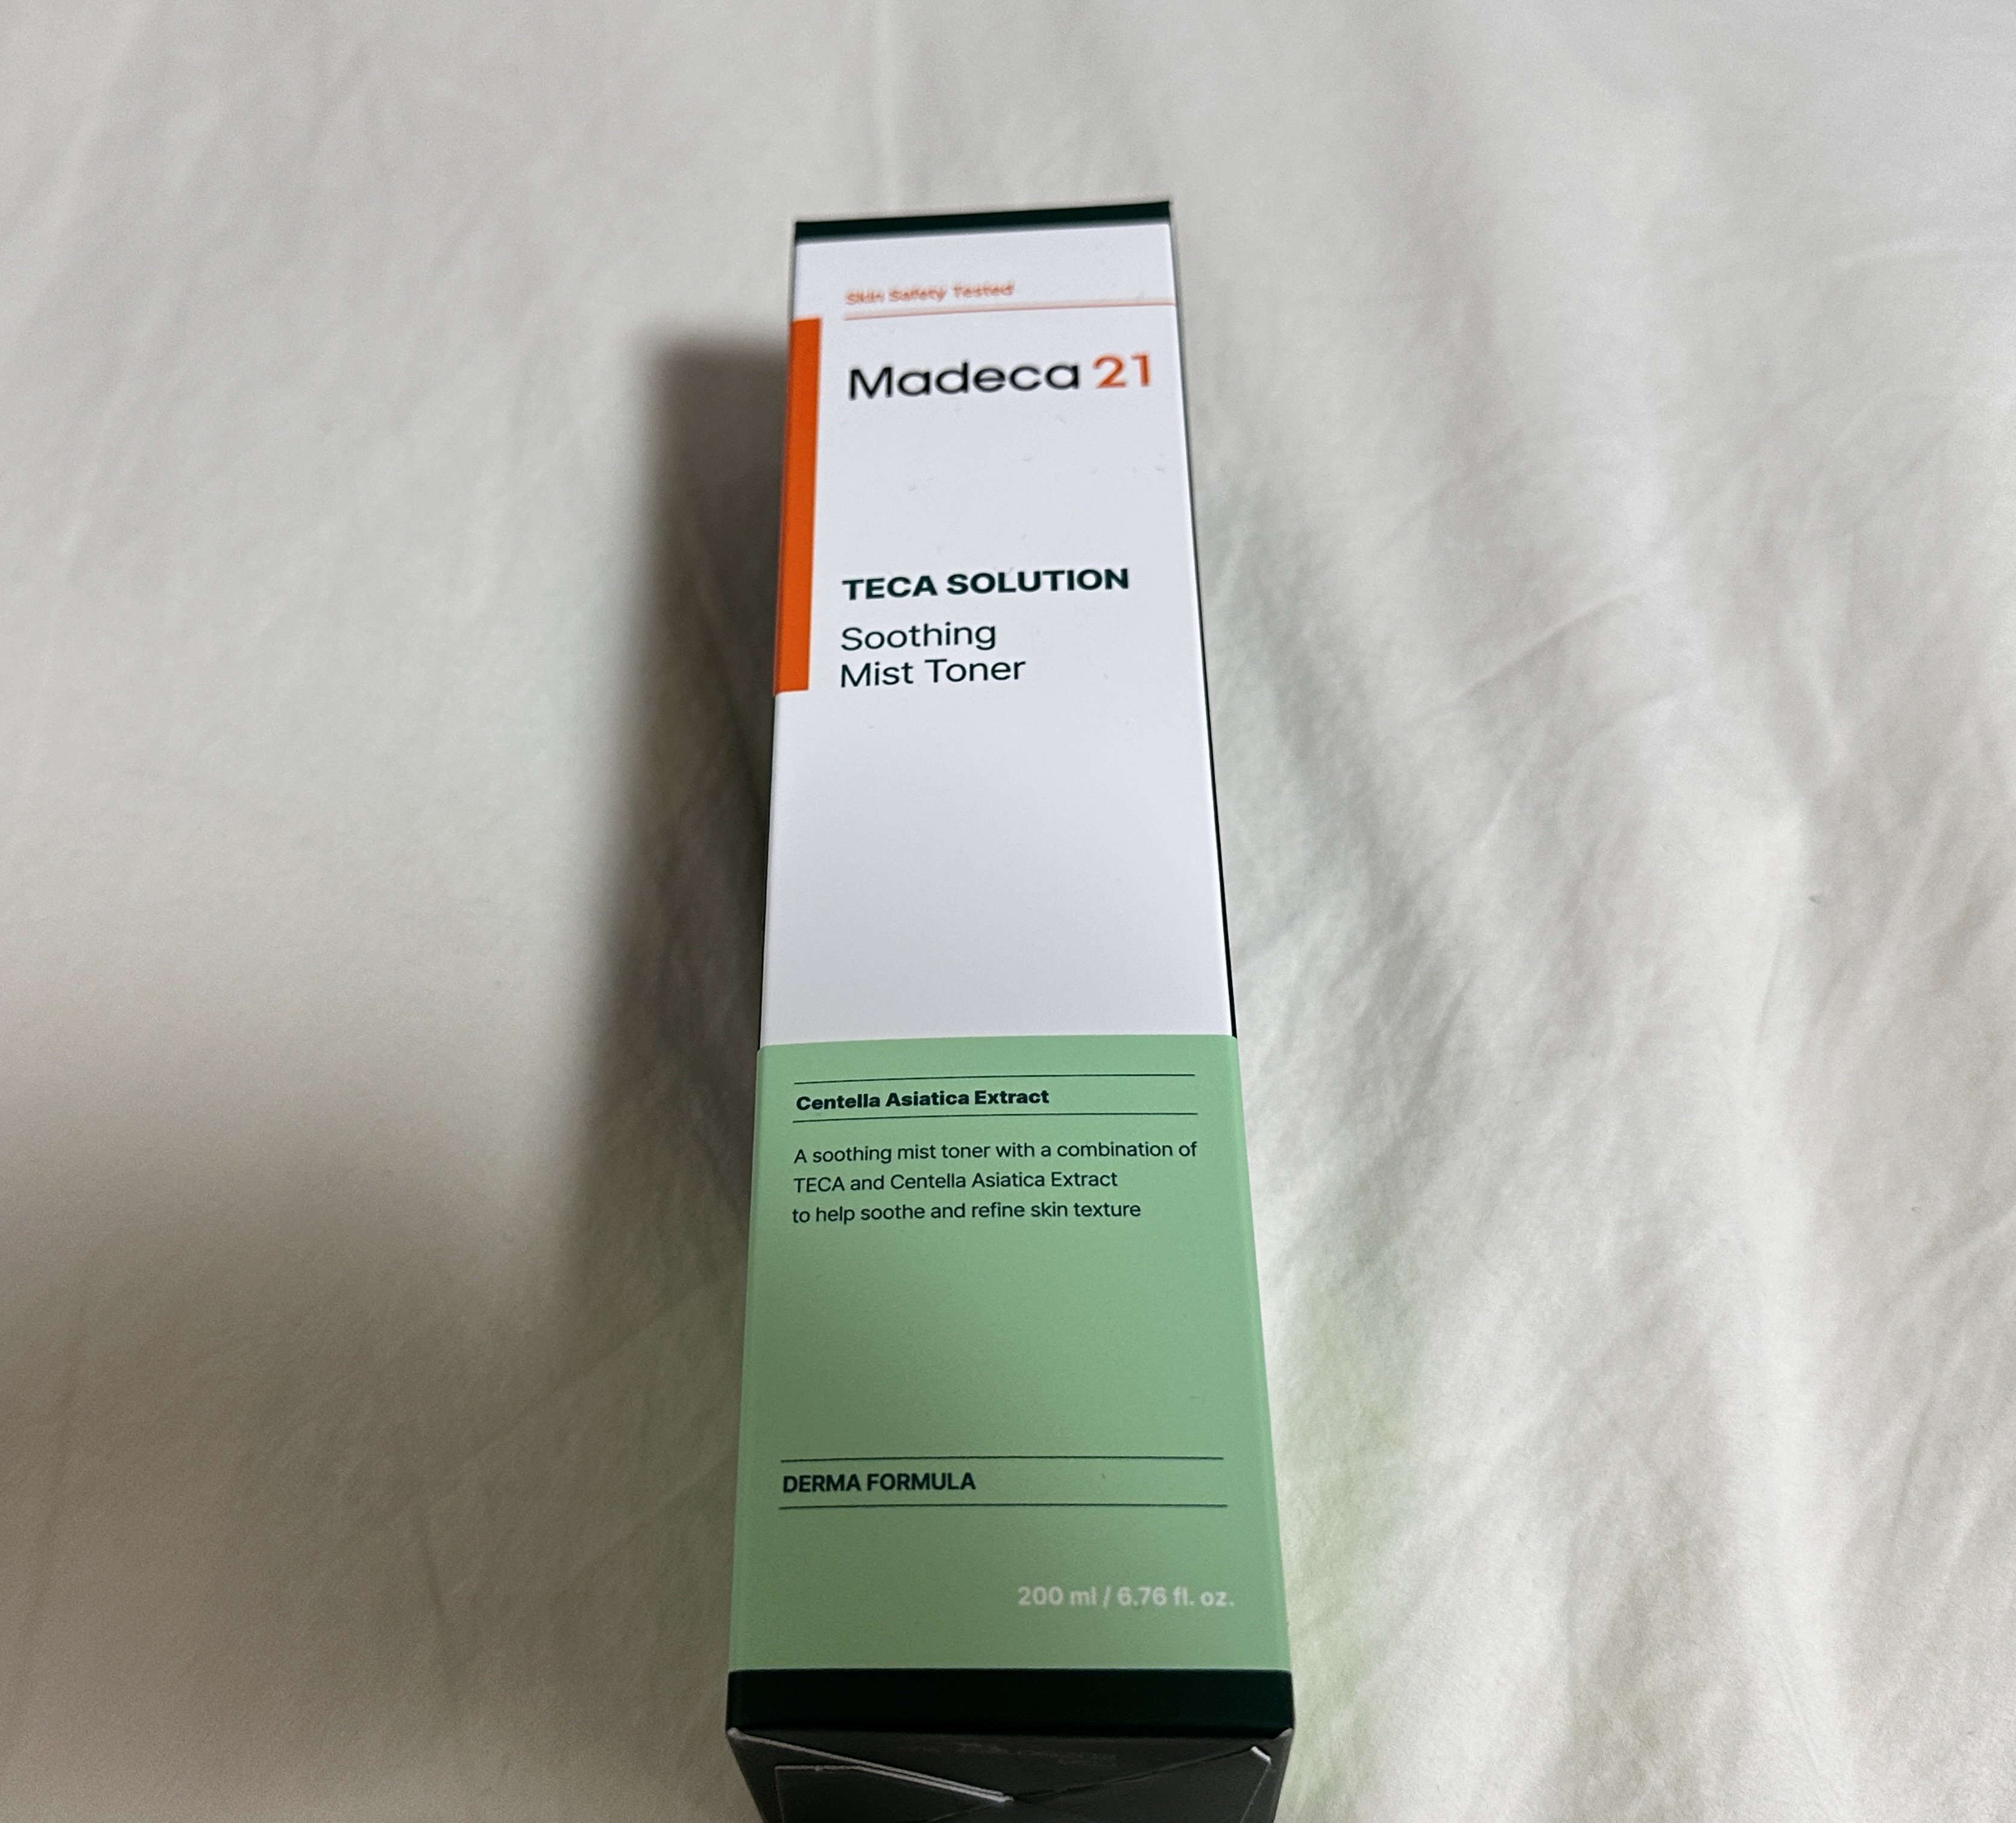 Skin Safety Tested
Madeca 21
TECA SOLUTION
Soothing
Mist Toner
Centella Asiatica Extract
A soothing mist toner with a combination of
TECA and Centella Asiatica Extract
to help soothe and refine skin texture
DERMA FORMULA
200 ml / 6.76 fl. oz.